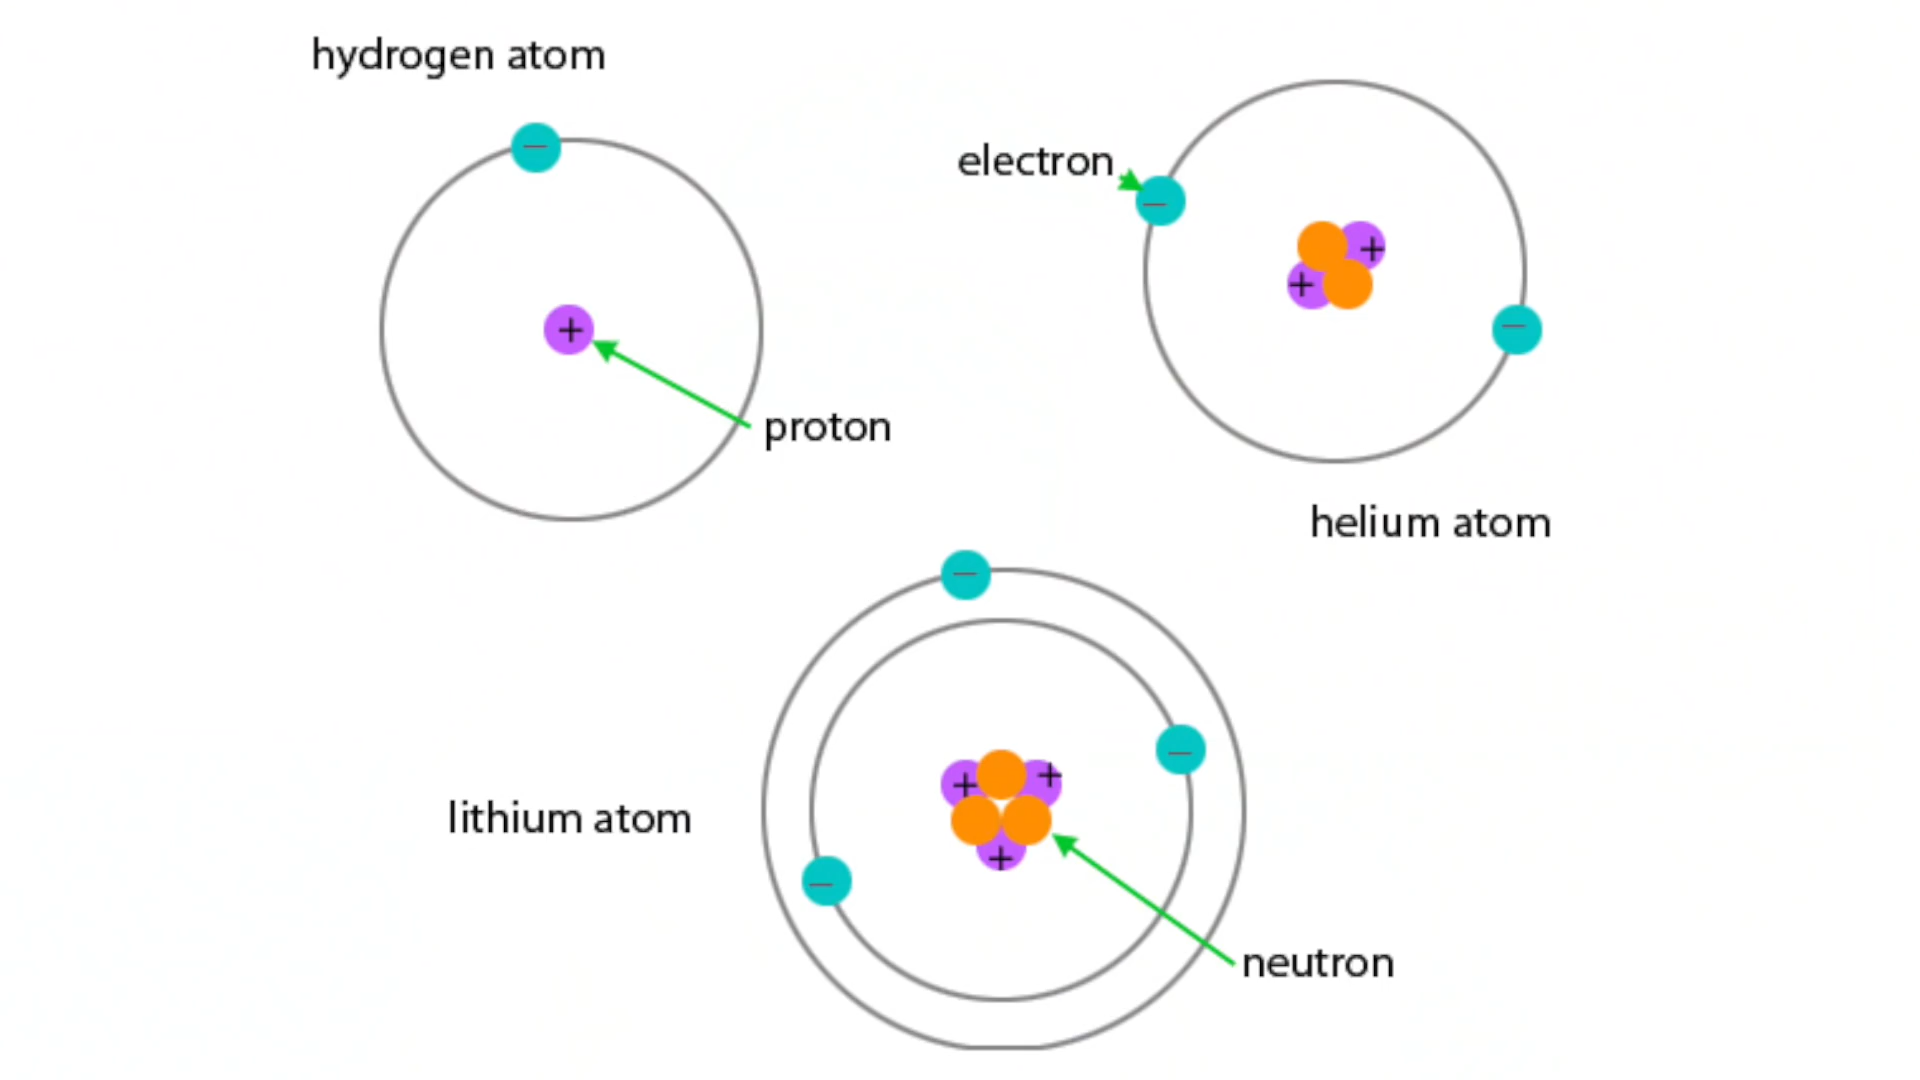 hydrogen atom
electron
proton
helium atom
lithium atom
neutron
−
+
−
+
+
−
−
−
+
+
+
−